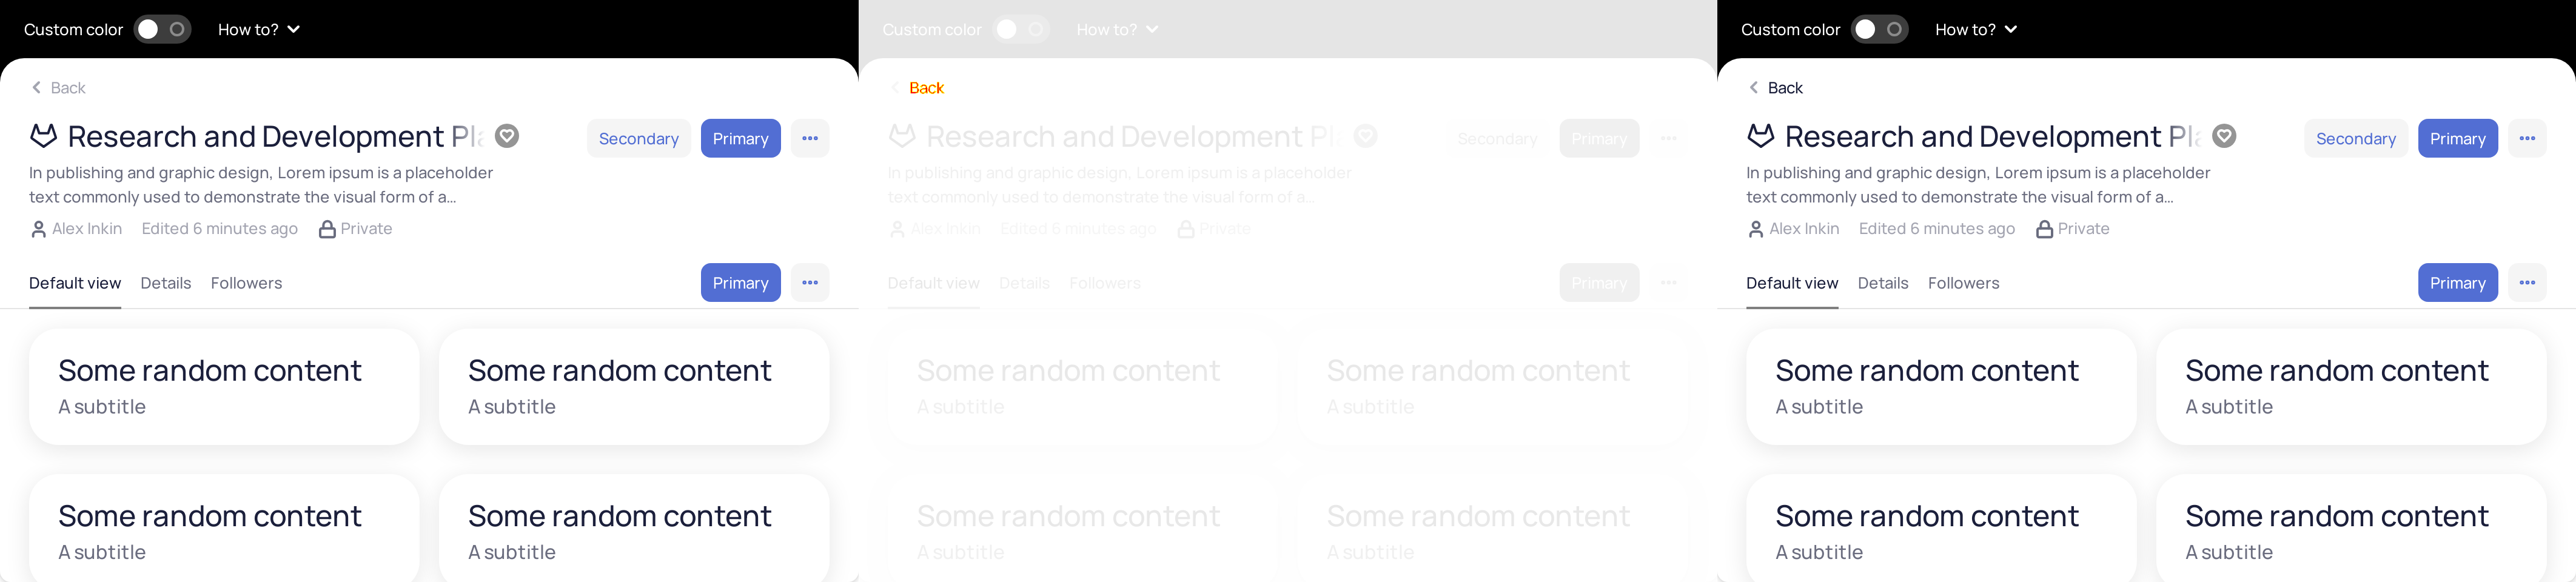 Custom color How to?
Back
Research and Development Pla
Secondary Primary
In publishing and graphic design, Lorem ipsum is a placeholder
text commonly used to demonstrate the visual form of a...
Alex Inkin Edited 6 minutes ago Private
Default view Details Followers
Primary
Some random content Some random content
A subtitle A subtitle
Some random content Some random content
A subtitle A subtitle
Custom color How to?
Back
Research and Development Pla
Secondary Primary
In publishing and graphic design, Lorem ipsum is a placeholder
text commonly used to demonstrate the visual form of a...
Alex Inkin Edited 6 minutes ago Private
Default view Details Followers
Primary
Some random content Some random content
A subtitle A subtitle
Some random content Some random content
A subtitle A subtitle
Custom color How to?
Back
Research and Development Pla
Secondary Primary
In publishing and graphic design, Lorem ipsum is a placeholder
text commonly used to demonstrate the visual form of a...
Alex Inkin Edited 6 minutes ago Private
Default view Details Followers
Primary
Some random content Some random content
A subtitle A subtitle
Some random content Some random content
A subtitle A subtitle